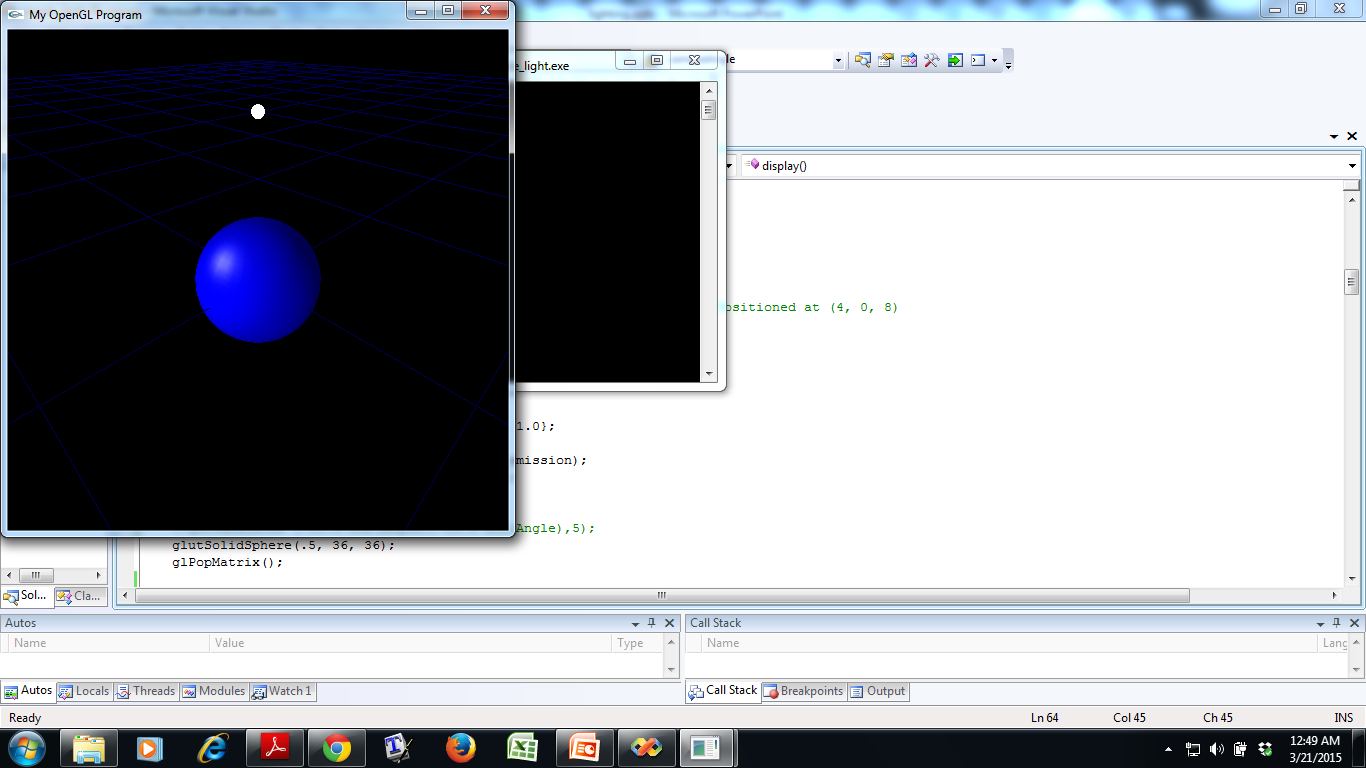 My OpenGL Program
e_light.exe
le
display()
ositioned at (4, 0, 8)
1.0};
mission);
Angle),5);
glutSolidSphere(.5, 36, 36);
glPopMatrix();
Sol... Cla...
Autos
Name Value Type
Autos Locals Threads Modules Watch 1
Call Stack
Name Lang
Call Stack Breakpoints Output
Ready Ln 64 Col 45 Ch 45 INS
12:49 AM
3/21/2015